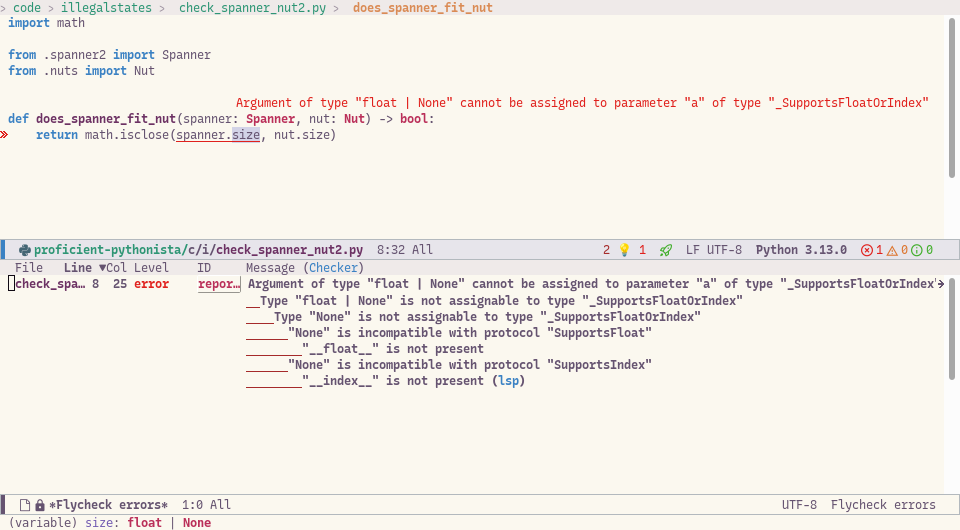 > code > illegalstates > check_spanner_nut2.py > does_spanner_fit_nut
import math
from .spanner2 import Spanner
from .nuts import Nut
Argument of type "float | None" cannot be assigned to parameter "a" of type "_SupportsFloatOrIndex"
def does_spanner_fit_nut(spanner: Spanner, nut: Nut) -> bool:
» return math.isclose(spanner.size, nut.size)
proficient-pythonista/c/i/check_spanner_nut2.py 8:32 All 2 💡 1 LF UTF-8 Python 3.13.0 1 0 0
File Line ▼Col Level ID Message (Checker)
check_spa… 8 25 error repor… Argument of type "float | None" cannot be assigned to parameter "a" of type "_SupportsFloatOrIndex"
__Type "float | None" is not assignable to type "_SupportsFloatOrIndex"
____Type "None" is not assignable to type "_SupportsFloatOrIndex"
______"None" is incompatible with protocol "SupportsFloat"
________"__float__" is not present
______"None" is incompatible with protocol "SupportsIndex"
________"__index__" is not present (lsp)
*Flycheck errors* 1:0 All UTF-8 Flycheck errors
(variable) size: float | None